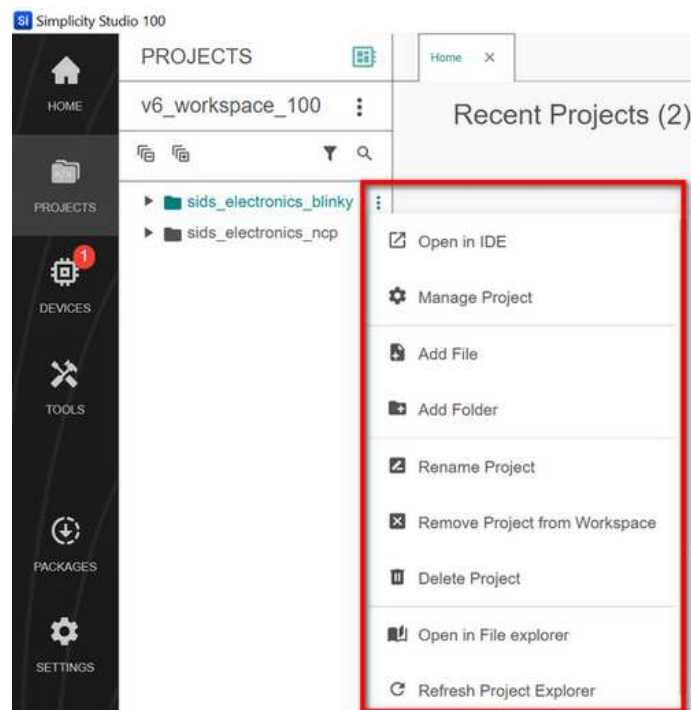 Si Simplicity Studio 100
HOME
PROJECTS
DEVICES
1
TOOLS
PACKAGES
SETTINGS
PROJECTS
v6_workspace_100
sids_electronics_blinky
sids_electronics_ncp
Home
Recent Projects (2)
Open in IDE
Manage Project
Add File
Add Folder
Rename Project
Remove Project from Workspace
Delete Project
Open in File explorer
Refresh Project Explorer